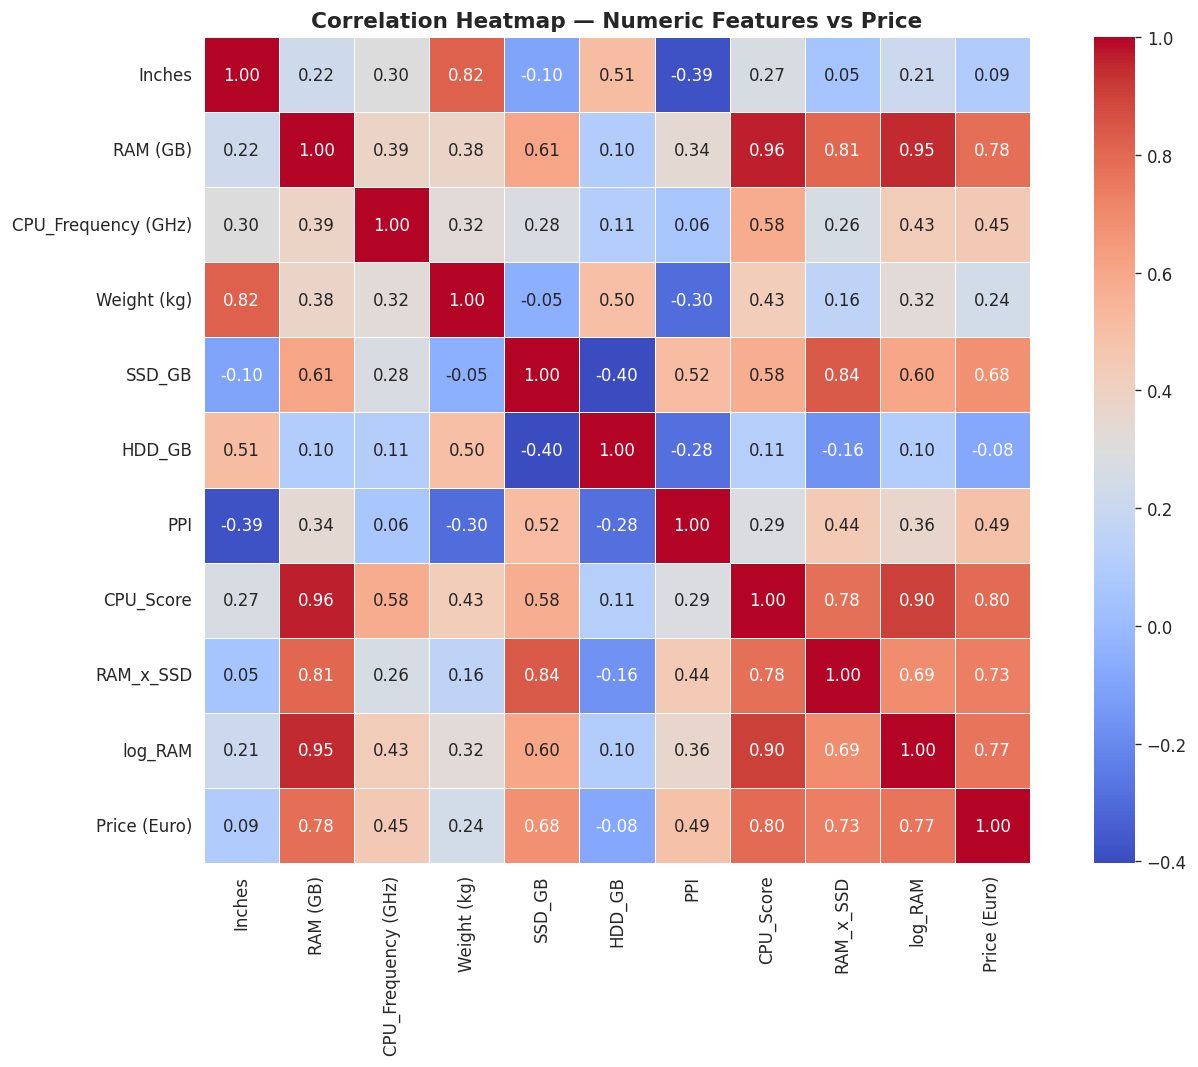 Correlation Heatmap — Numeric Features vs Price
Inches 1.00 0.22 0.30 0.82 -0.10 0.51 -0.39 0.27 0.05 0.21 0.09
RAM (GB) 0.22 1.00 0.39 0.38 0.61 0.10 0.34 0.96 0.81 0.95 0.78
CPU_Frequency (GHz) 0.30 0.39 1.00 0.32 0.28 0.11 0.06 0.58 0.26 0.43 0.45
Weight (kg) 0.82 0.38 0.32 1.00 -0.05 0.50 -0.30 0.43 0.16 0.32 0.24
SSD_GB -0.10 0.61 0.28 -0.05 1.00 -0.40 0.52 0.58 0.84 0.60 0.68
HDD_GB 0.51 0.10 0.11 0.50 -0.40 1.00 -0.28 0.11 -0.16 0.10 -0.08
PPI -0.39 0.34 0.06 -0.30 0.52 -0.28 1.00 0.29 0.44 0.36 0.49
CPU_Score 0.27 0.96 0.58 0.43 0.58 0.11 0.29 1.00 0.78 0.90 0.80
RAM_x_SSD 0.05 0.81 0.26 0.16 0.84 -0.16 0.44 0.78 1.00 0.69 0.73
log_RAM 0.21 0.95 0.43 0.32 0.60 0.10 0.36 0.90 0.69 1.00 0.77
Price (Euro) 0.09 0.78 0.45 0.24 0.68 -0.08 0.49 0.80 0.73 0.77 1.00
Inches
RAM (GB)
CPU_Frequency (GHz)
Weight (kg)
SSD_GB
HDD_GB
PPI
CPU_Score
RAM_x_SSD
log_RAM
Price (Euro)
1.0
0.8
0.6
0.4
0.2
0.0
−0.2
−0.4